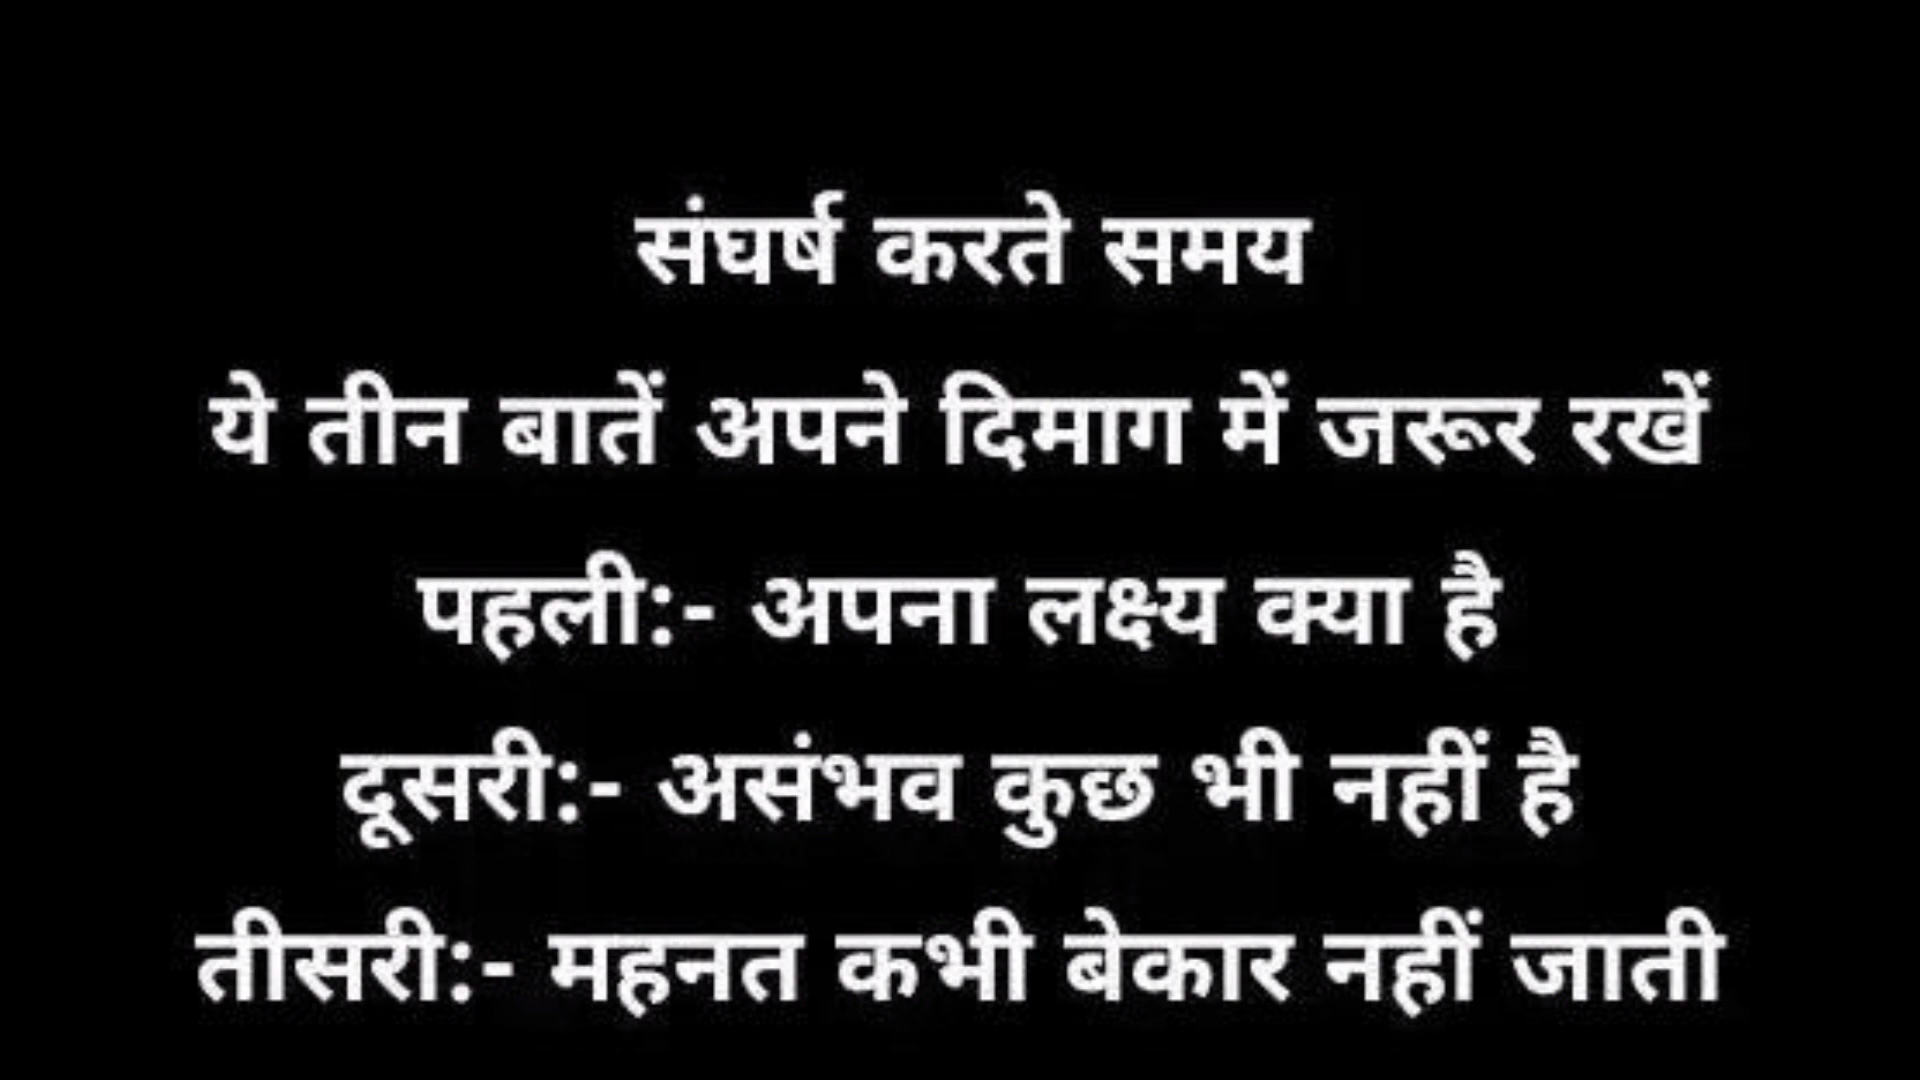 संघर्ष करते समय
ये तीन बातें अपने दिमाग में जरूर रखें
पहली:- अपना लक्ष्य क्या है
दूसरी:- असंभव कुछ भी नहीं है
तीसरी:- महनत कभी बेकार नहीं जाती